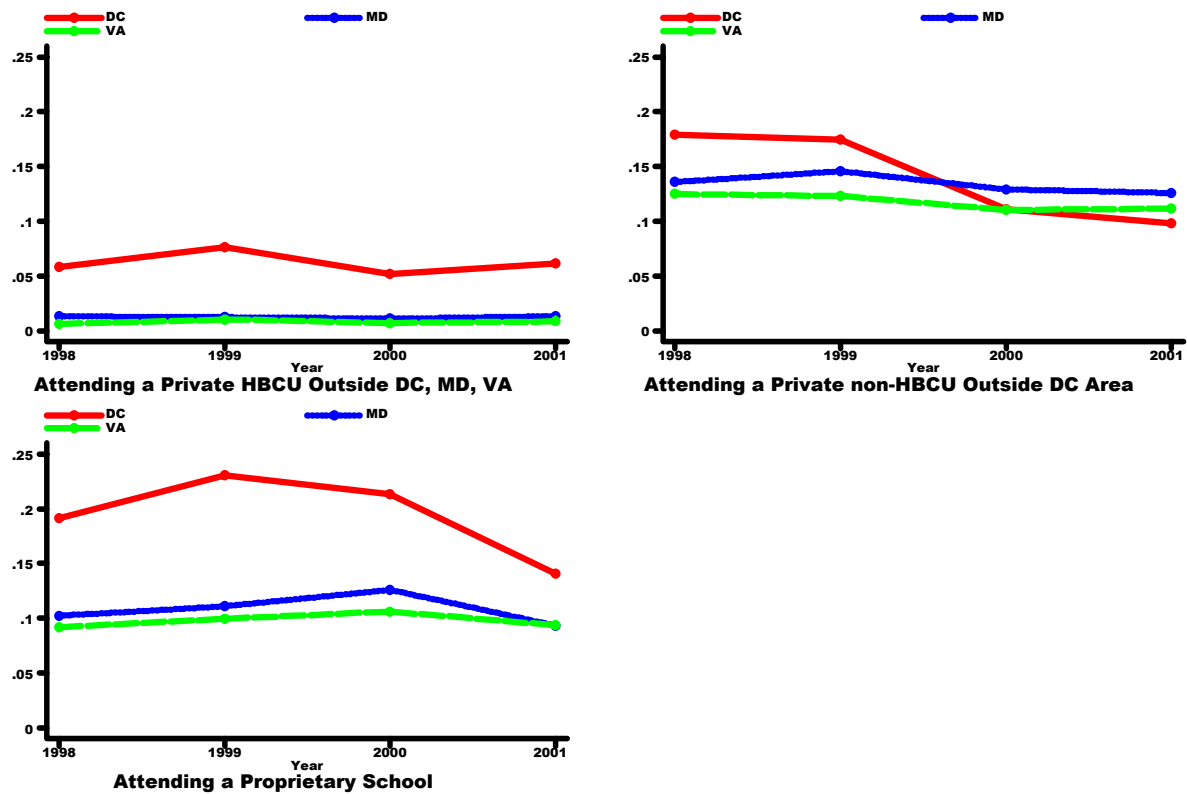 DC MD
VA
.25
.2
.15
.1
.05
0
1998 1999 2000 2001
Year
Attending a Private HBCU Outside DC, MD, VA
DC MD
VA
.25
.2
.15
.1
.05
0
1998 1999 2000 2001
Year
Attending a Private non-HBCU Outside DC Area
DC MD
VA
.25
.2
.15
.1
.05
0
1998 1999 2000 2001
Year
Attending a Proprietary School